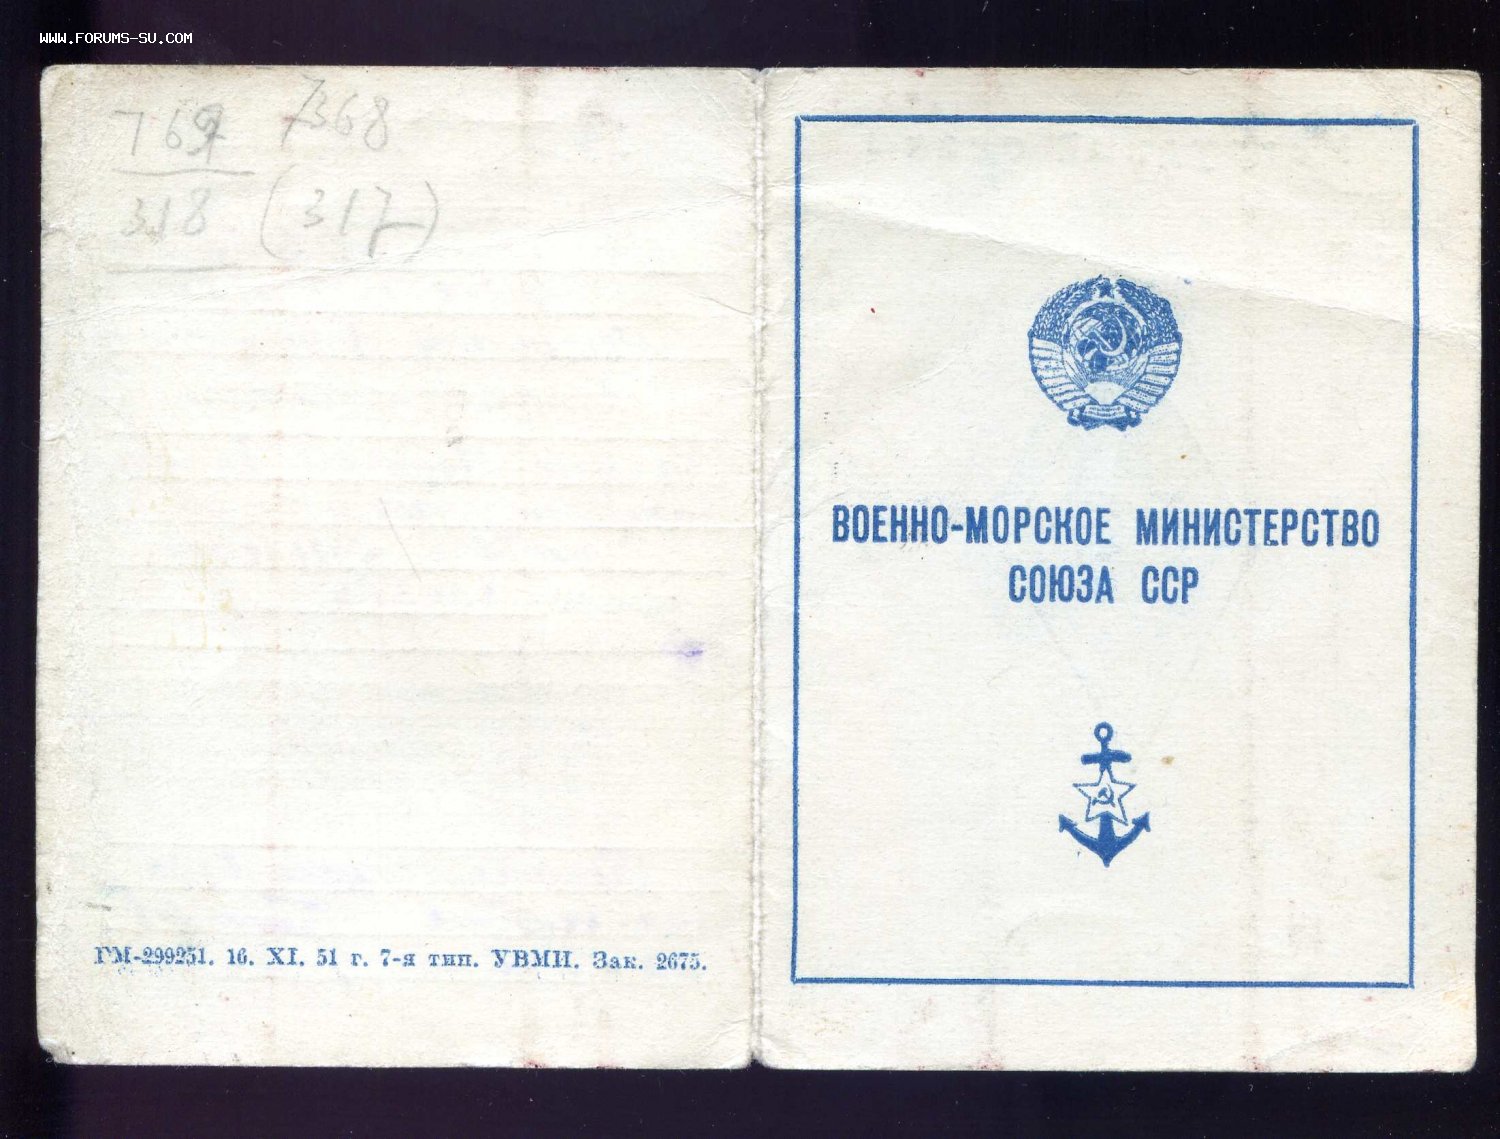 WWW.FORUMS-SU.COM
7368
318 (317)
ВОЕННО-МОРСКОЕ МИНИСТЕРСТВО
СОЮЗА ССР
ГМ-299251. 16. XI. 51 г. 7-я тип. УВМИ. Зак. 2675.